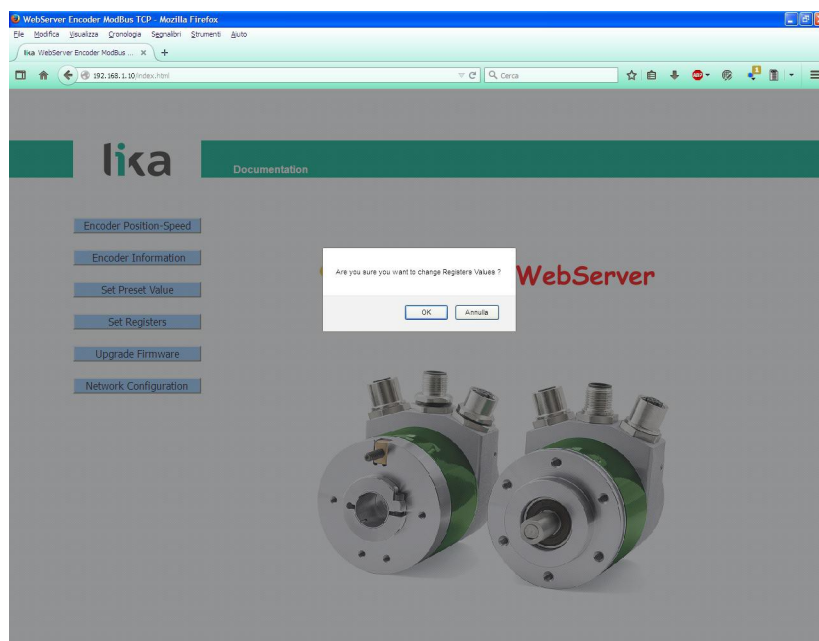 WebServer Encoder ModBus TCP - Mozilla Firefox
File Modifica Visualizza Cronologia Segnalibri Strumenti Aiuto
lika WebServer Encoder ModBus ... × +
192.168.1.10/index.html
Cerca
ABP
1
lika
Documentation
Encoder Position-Speed
Encoder Information
Set Preset Value
Set Registers
Upgrade Firmware
Network Configuration
Are you sure you want to change Registers Values ?
OK Annulla
WebServer